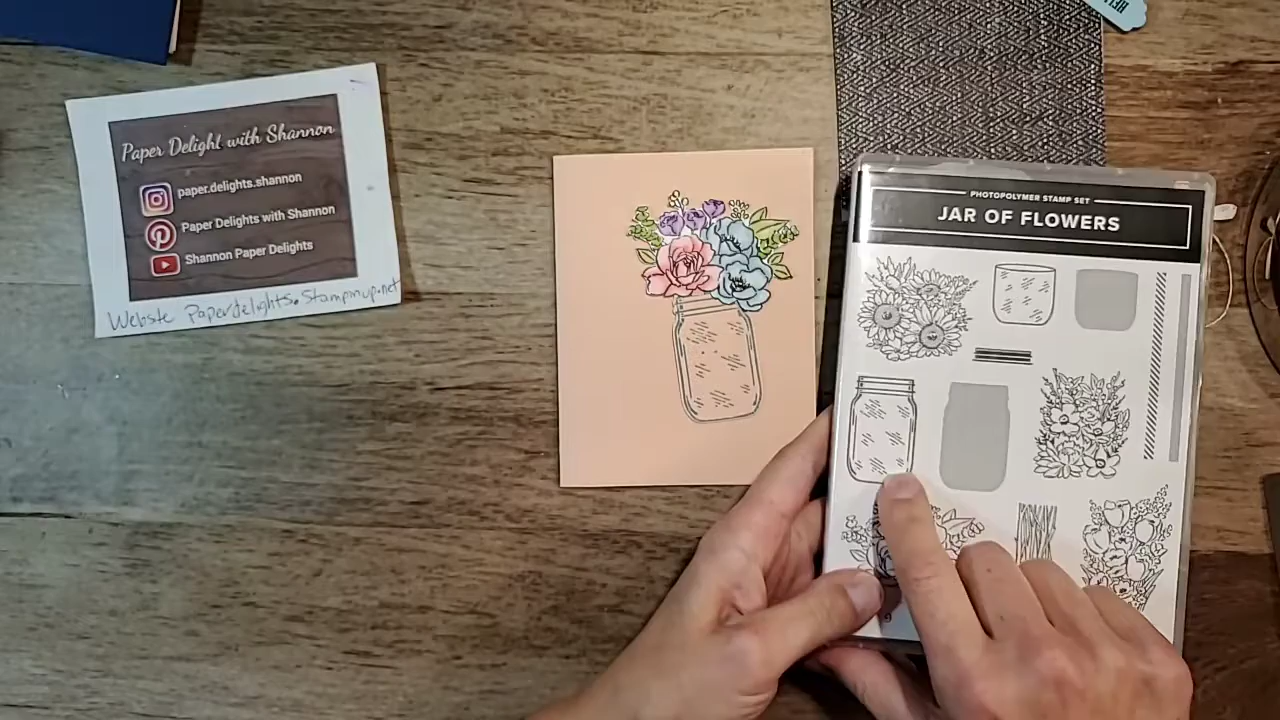 Paper Delight with Shannon
paper.delights.shannon
Paper Delights with Shannon
Shannon Paper Delights
Website Paperdelights.Stampinup.net
PHOTOPOLYMER STAMP SET
JAR OF FLOWERS